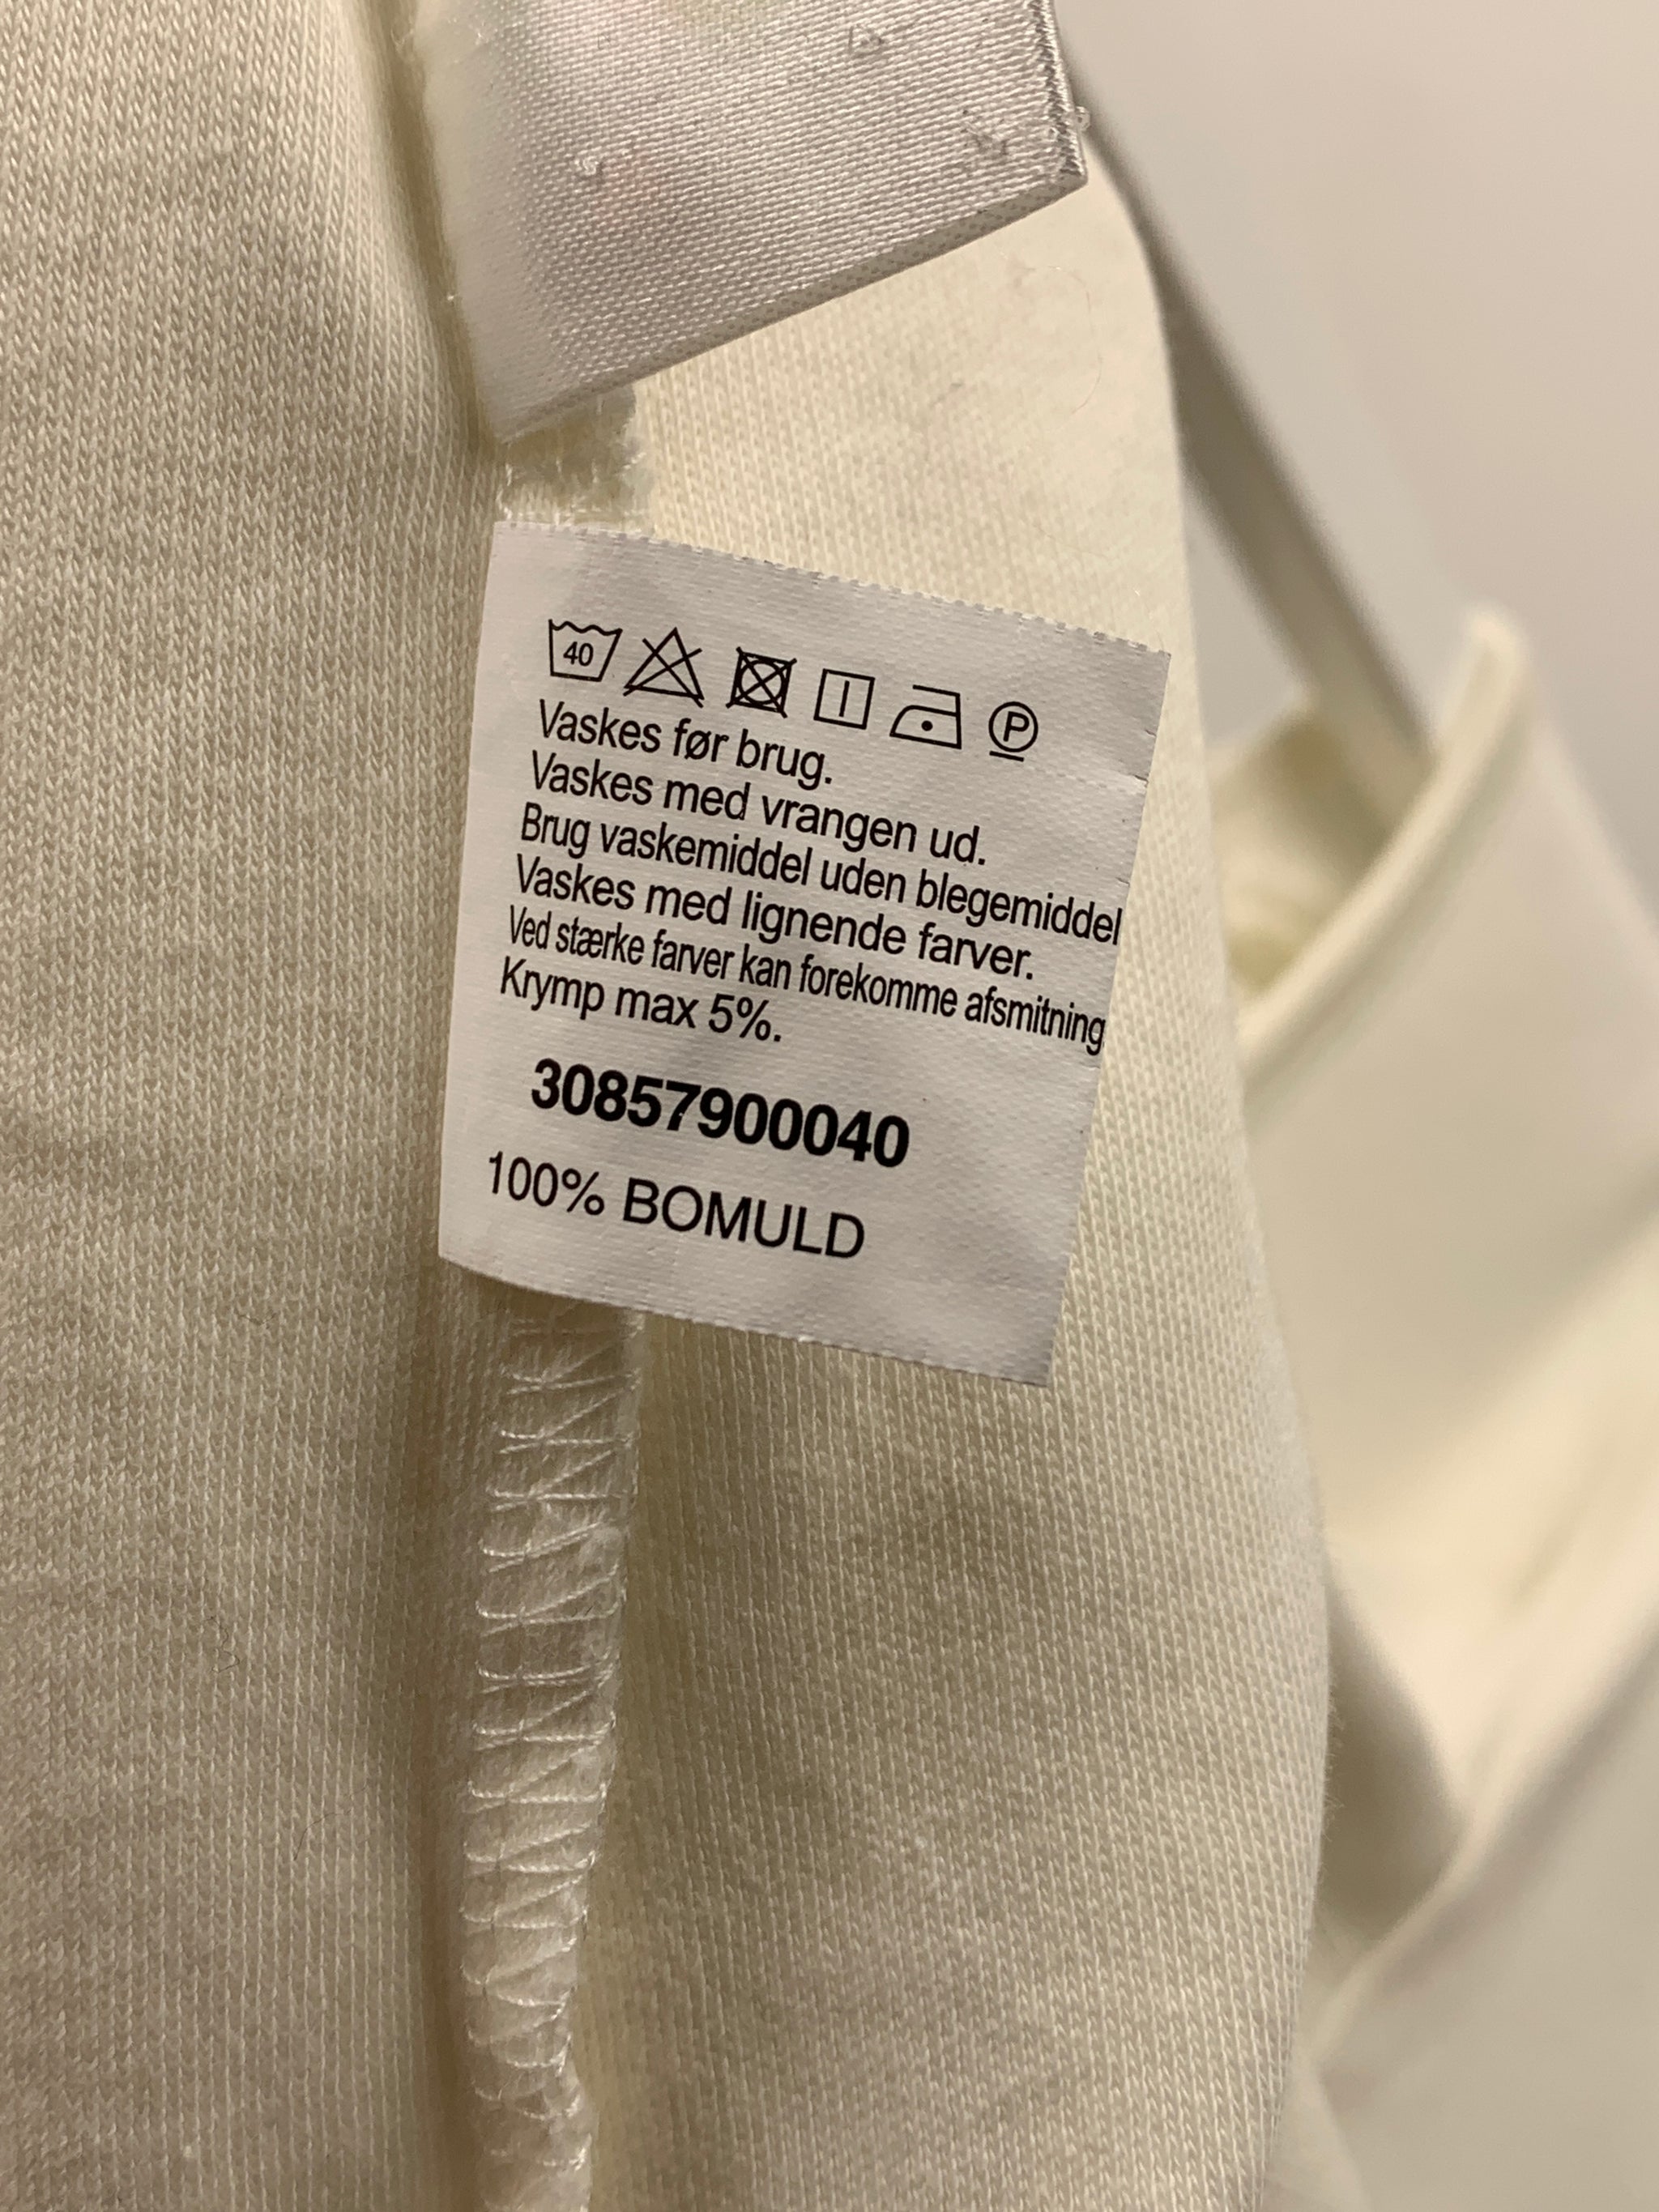 40 P
Vaskes før brug.
Vaskes med vrangen ud.
Brug vaskemiddel uden blegemiddel
Vaskes med lignende farver.
Ved stærke farver kan forekomme afsmitning
Krymp max 5%.
30857900040
100% BOMULD